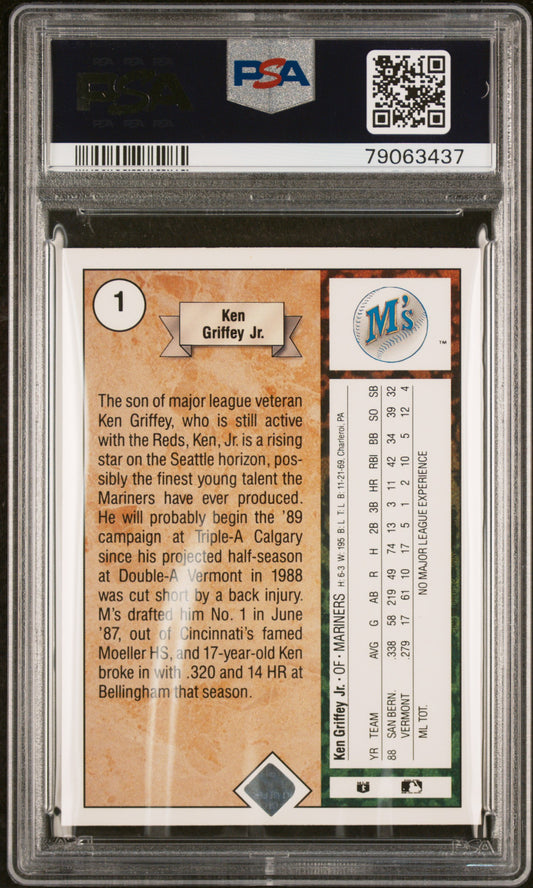 PSA
PSA
PSA PSA PSA
79063437
1
Ken
Griffey Jr.
The son of major league veteran
Ken Griffey, who is still active
with the Reds, Ken, Jr. is a rising
star on the Seattle horizon, pos-
sibly the finest young talent the
Mariners have ever produced.
He will probably begin the '89
campaign at Triple-A Calgary
since his projected half-season
at Double-A Vermont in 1988
was cut short by a back injury.
M's drafted him No. 1 in June
'87, out of Cincinnati's famed
Moeller HS, and 17-year-old Ken
broke in with .320 and 14 HR at
Bellingham that season.
M's
TM
Ken Griffey Jr. • OF • MARINERS H: 6-3 W: 195 B: L T: L B: 11-21-69, Charleroi, PA
YR TEAM AVG G AB R H 2B 3B HR RBI BB SO SB
88 SAN BERN. .338 58 219 49 74 13 3 11 42 34 39 32
VERMONT .279 17 61 10 17 5 1 2 10 5 12 4
ML TOT. NO MAJOR LEAGUE EXPERIENCE